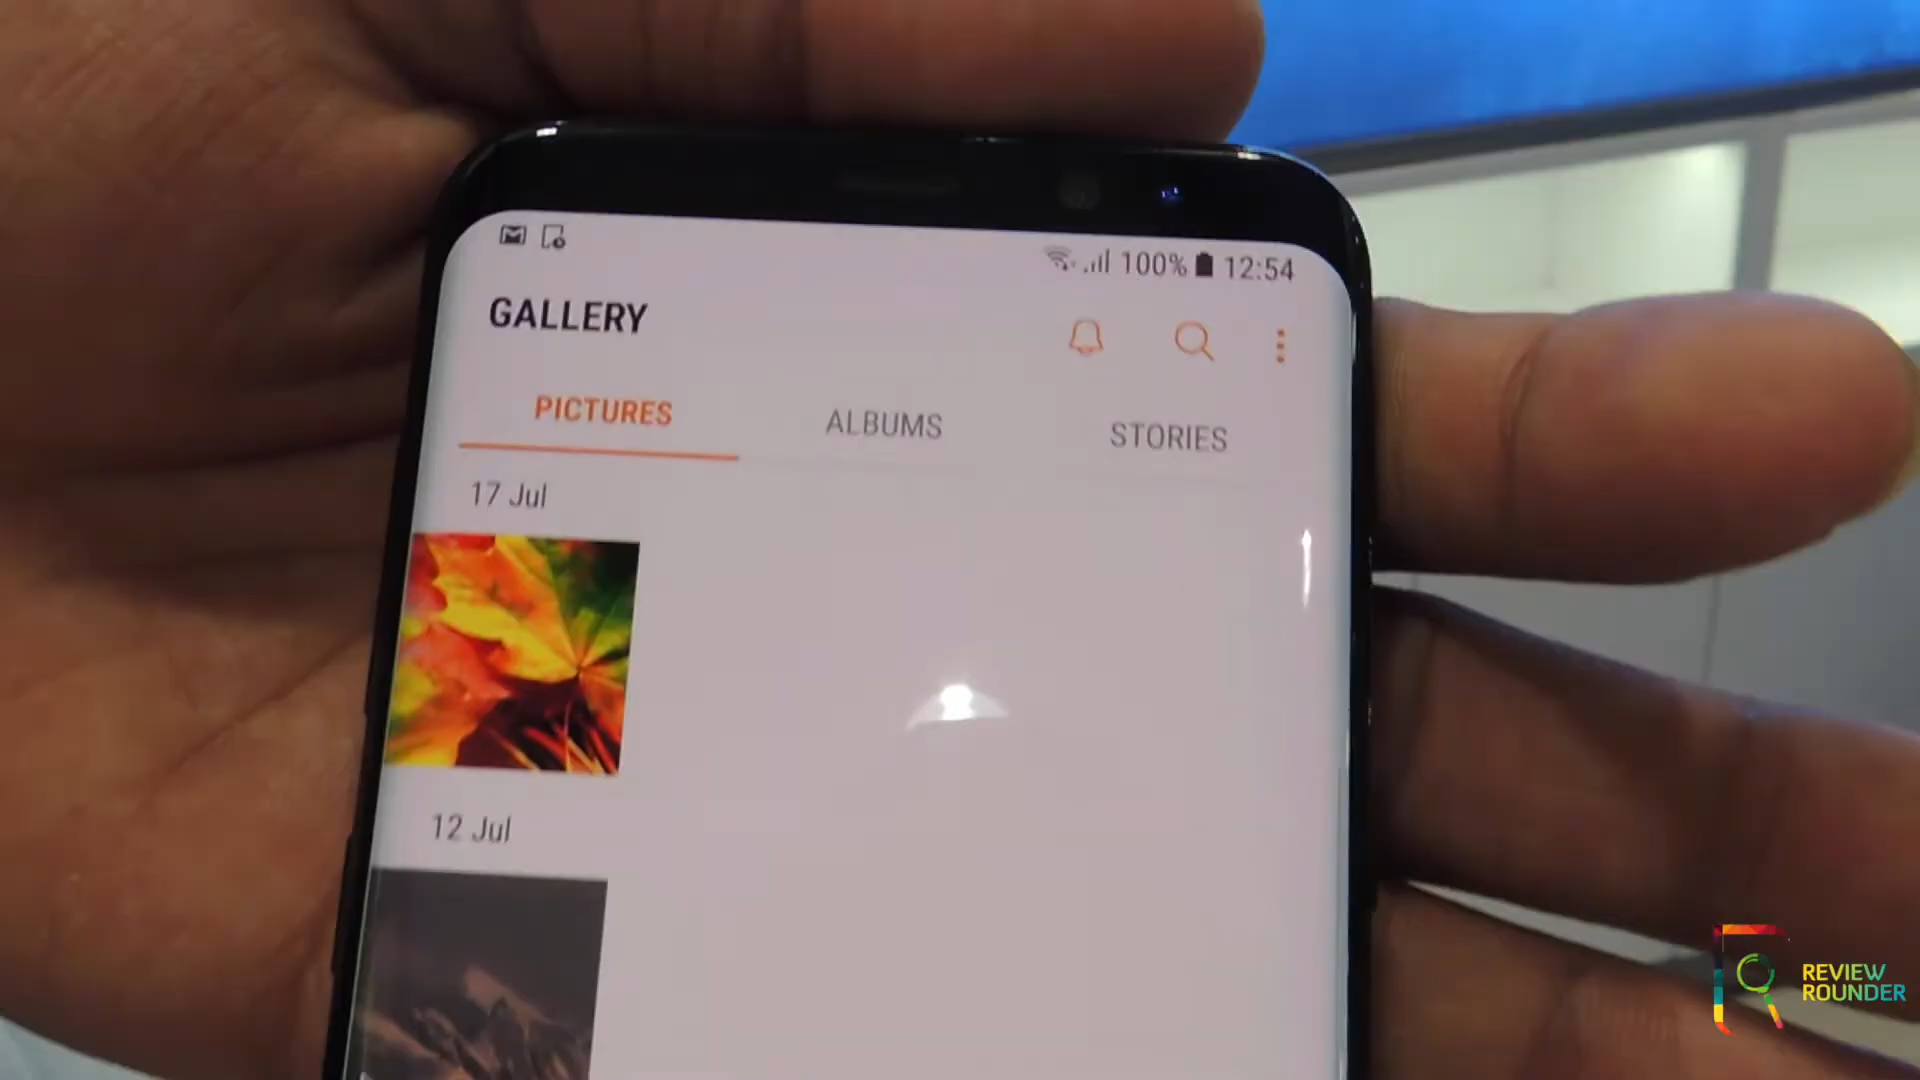 100% 12:54
GALLERY
PICTURES ALBUMS STORIES
17 Jul
12 Jul
REVIEW
ROUNDER